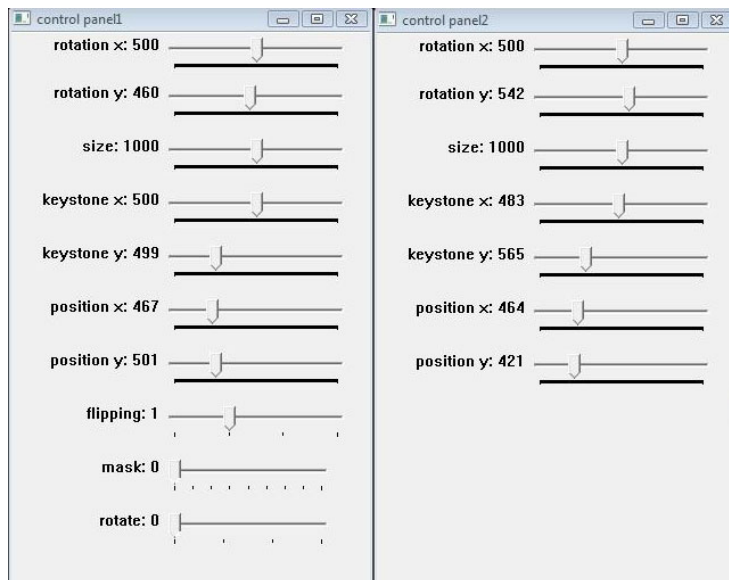 control panel1
rotation x: 500
rotation y: 460
size: 1000
keystone x: 500
keystone y: 499
position x: 467
position y: 501
flipping: 1
mask: 0
rotate: 0
control panel2
rotation x: 500
rotation y: 542
size: 1000
keystone x: 483
keystone y: 565
position x: 464
position y: 421